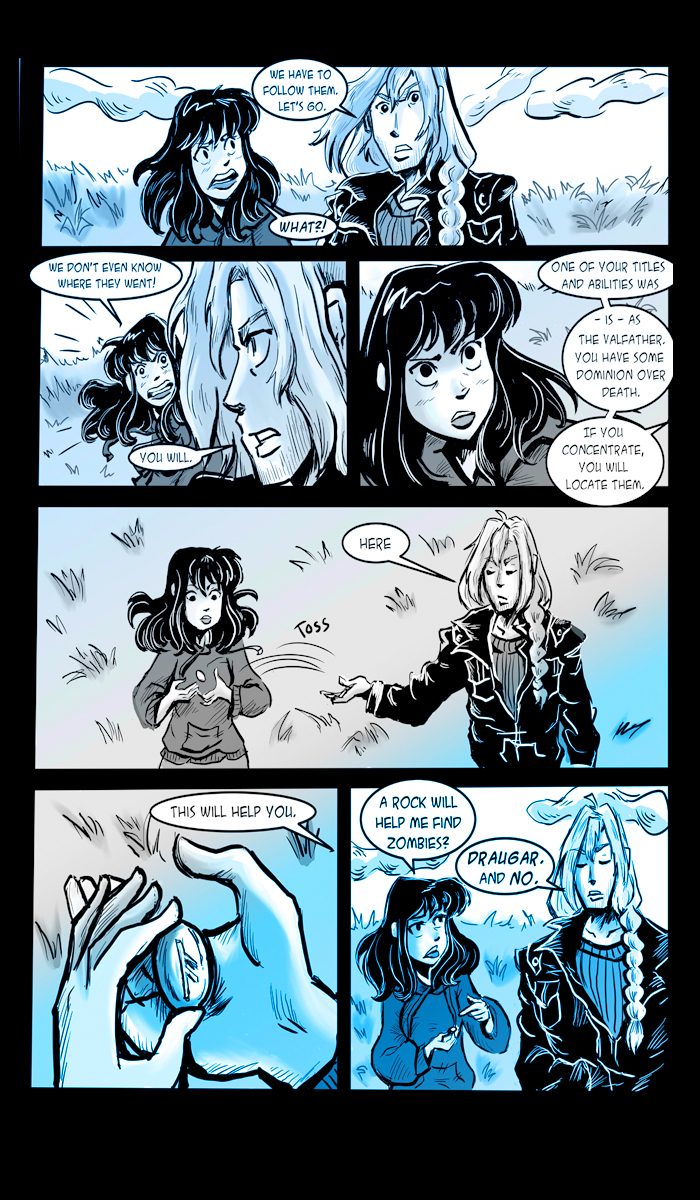 WE HAVE TO
FOLLOW THEM.
LET'S GO.
WHAT?!
WE DON'T EVEN KNOW
WHERE THEY WENT!
YOU WILL.
ONE OF YOUR TITLES
AND ABILITIES WAS
- IS - AS
THE VALFATHER.
YOU HAVE SOME
DOMINION OVER
DEATH.
IF YOU
CONCENTRATE,
YOU WILL
LOCATE THEM.
HERE
TOSS
THIS WILL HELP YOU.
A ROCK WILL
HELP ME FIND
ZOMBIES?
DRAUGAR.
AND NO.